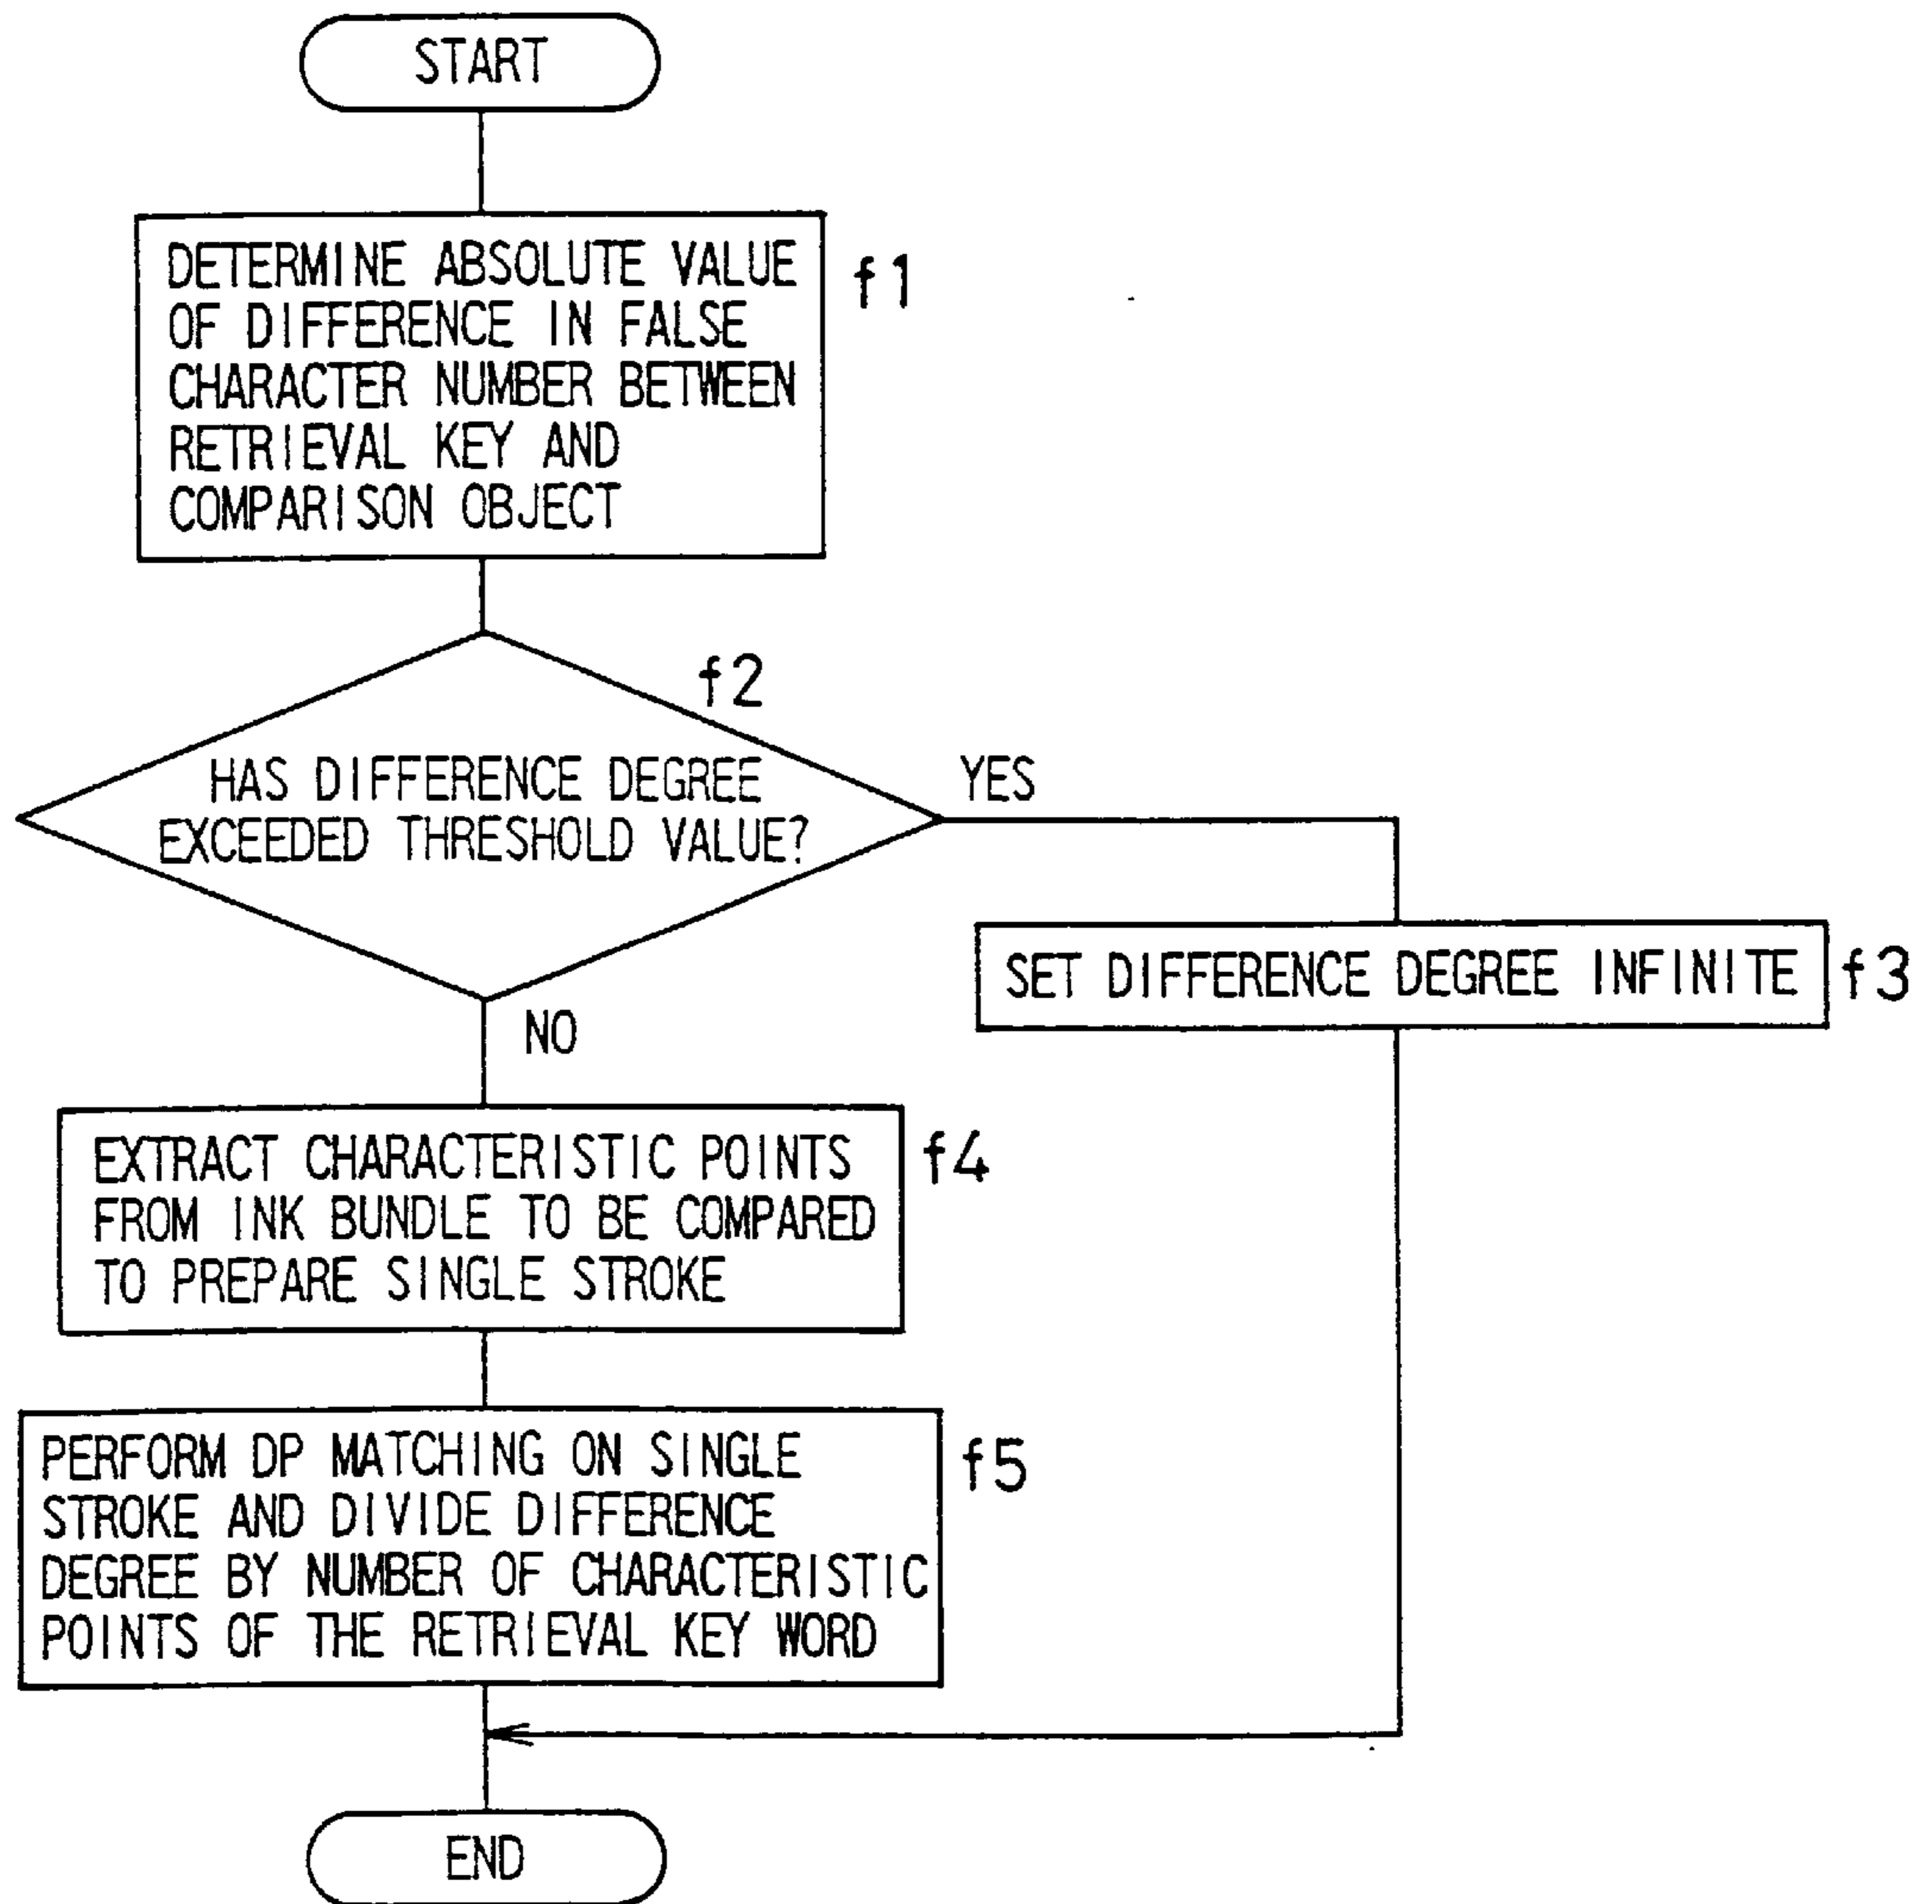 START
DETERMINE ABSOLUTE VALUE
OF DIFFERENCE IN FALSE
CHARACTER NUMBER BETWEEN
RETRIEVAL KEY AND
COMPARISON OBJECT
f1
f2
HAS DIFFERENCE DEGREE
EXCEEDED THRESHOLD VALUE?
YES
SET DIFFERENCE DEGREE INFINITE
f3
NO
EXTRACT CHARACTERISTIC POINTS
FROM INK BUNDLE TO BE COMPARED
TO PREPARE SINGLE STROKE
f4
PERFORM DP MATCHING ON SINGLE
STROKE AND DIVIDE DIFFERENCE
DEGREE BY NUMBER OF CHARACTERISTIC
POINTS OF THE RETRIEVAL KEY WORD
f5
END